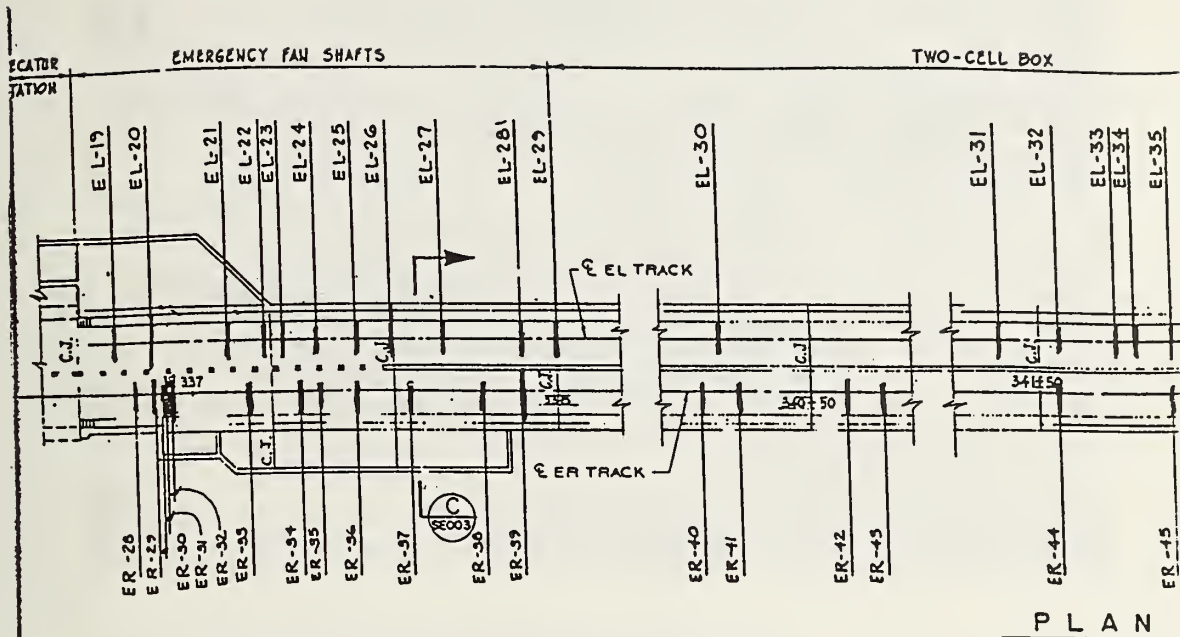 ECATUR
TATION
EMERGENCY FAN SHAFTS
TWO-CELL BOX
EL-19
EL-20
EL-21
EL-22
EL-23
EL-24
EL-25
EL-26
EL-27
EL-281
EL-29
EL-30
EL-31
EL-32
EL-33
EL-34
EL-35
℄ EL TRACK
C.J.
C.J.
C.J.
C.J.
337
C.J.
340+50
341+50
C.J.
℄ ER TRACK
C
SE003
ER-28
ER-29
ER-30
ER-31
ER-32
ER-33
ER-34
ER-35
ER-36
ER-37
ER-38
ER-39
ER-40
ER-41
ER-42
ER-43
ER-44
ER-45
PLAN